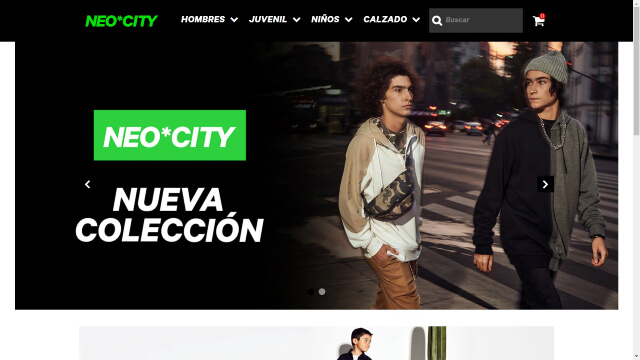 NEO*CITY
HOMBRES
JUVENIL
NIÑOS
CALZADO
Buscar
0
NEO*CITY
NUEVA
COLECCIÓN